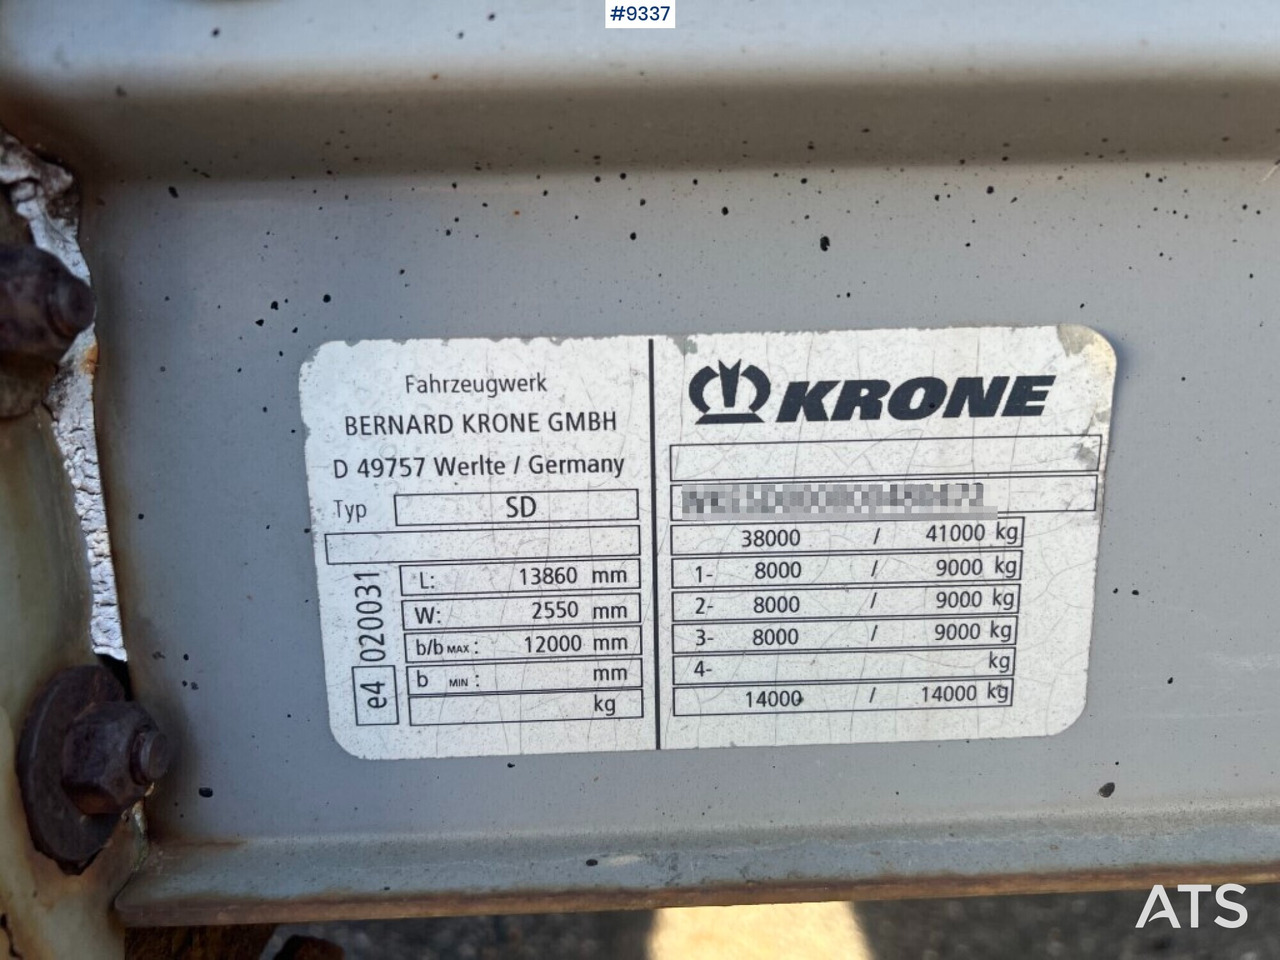 #9337
Fahrzeugwerk
BERNARD KRONE GMBH
D 49757 Werlte / Germany
Typ SD
e4 020031
L: 13860 mm
W: 2550 mm
b/b MAX : 12000 mm
b MIN : mm
kg
KRONE
38000 / 41000 kg
1- 8000 / 9000 kg
2- 8000 / 9000 kg
3- 8000 / 9000 kg
4- kg
14000 / 14000 kg
ATS